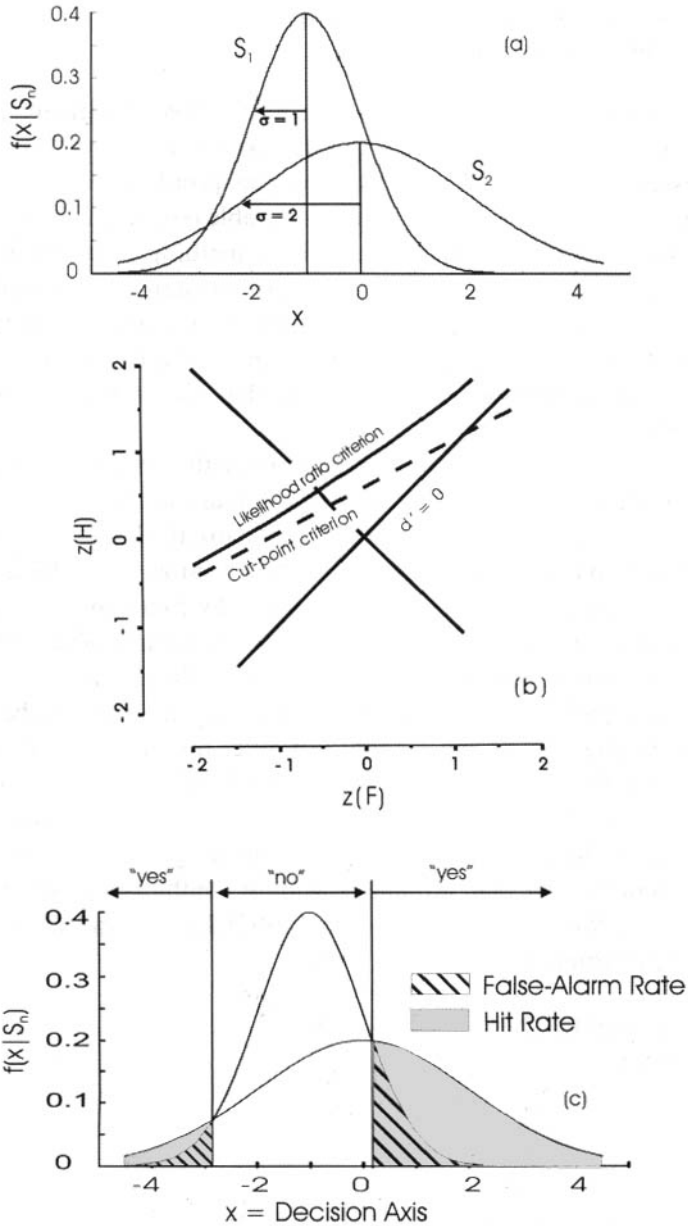 0.4
0.3
0.2
0.1
0
f(x|Sₙ)
S₁
(a)
σ = 1
S₂
σ = 2
-4 -2 0 2 4
x
2
1
0
-1
-2
z(H)
Likelihood ratio criterion
Cut-point criterion
d′ = 0
(b)
-2 -1 0 1 2
z(F)
"yes" "no" "yes"
0.4
0.3
0.2
0.1
0
f(x|Sₙ)
False-Alarm Rate
Hit Rate
(c)
-4 -2 0 2 4
x = Decision Axis